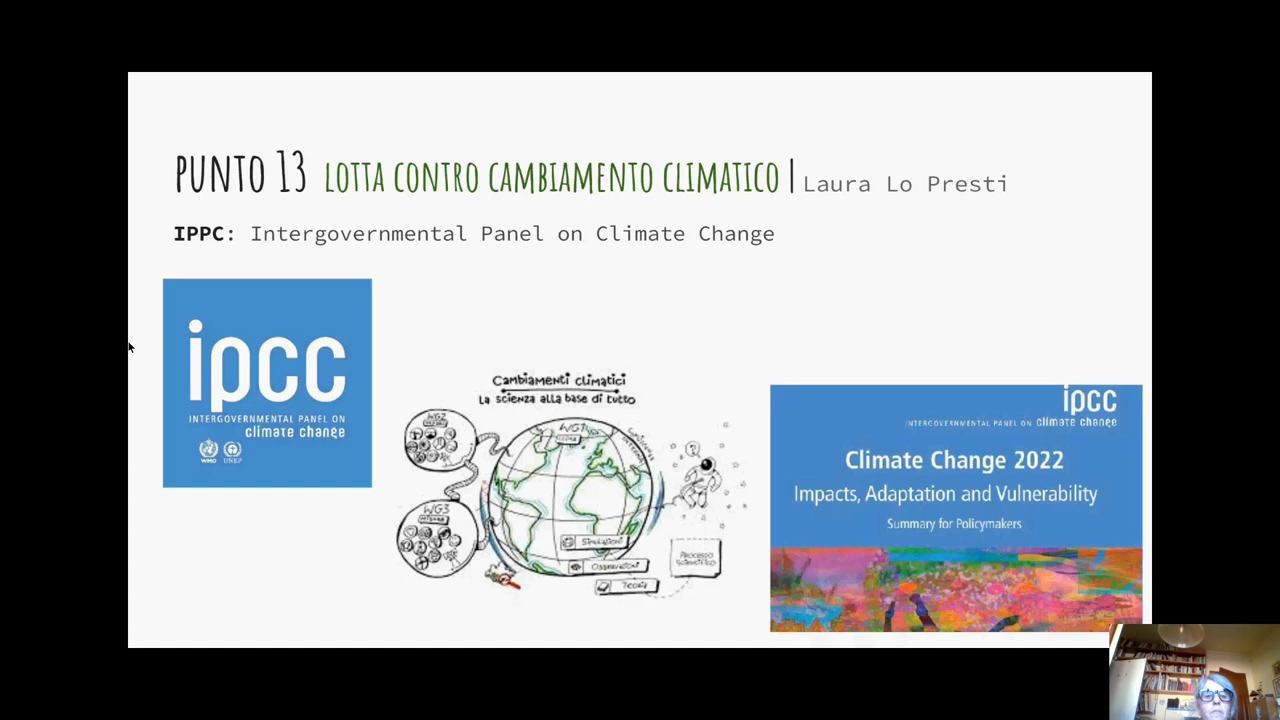 PUNTO 13 LOTTA CONTRO CAMBIAMENTO CLIMATICO | Laura Lo Presti
IPPC: Intergovernmental Panel on Climate Change
ipcc
INTERGOVERNMENTAL PANEL ON
climate change
WMO UNEP
Cambiamenti climatici
La scienza alla base di tutto
WG2
WG1
WG3
Simulazioni
Osservazioni
Teoria
PROCESSO
SCIENTIFICO
?
ipcc
INTERGOVERNMENTAL PANEL ON climate change
Climate Change 2022
Impacts, Adaptation and Vulnerability
Summary for Policymakers